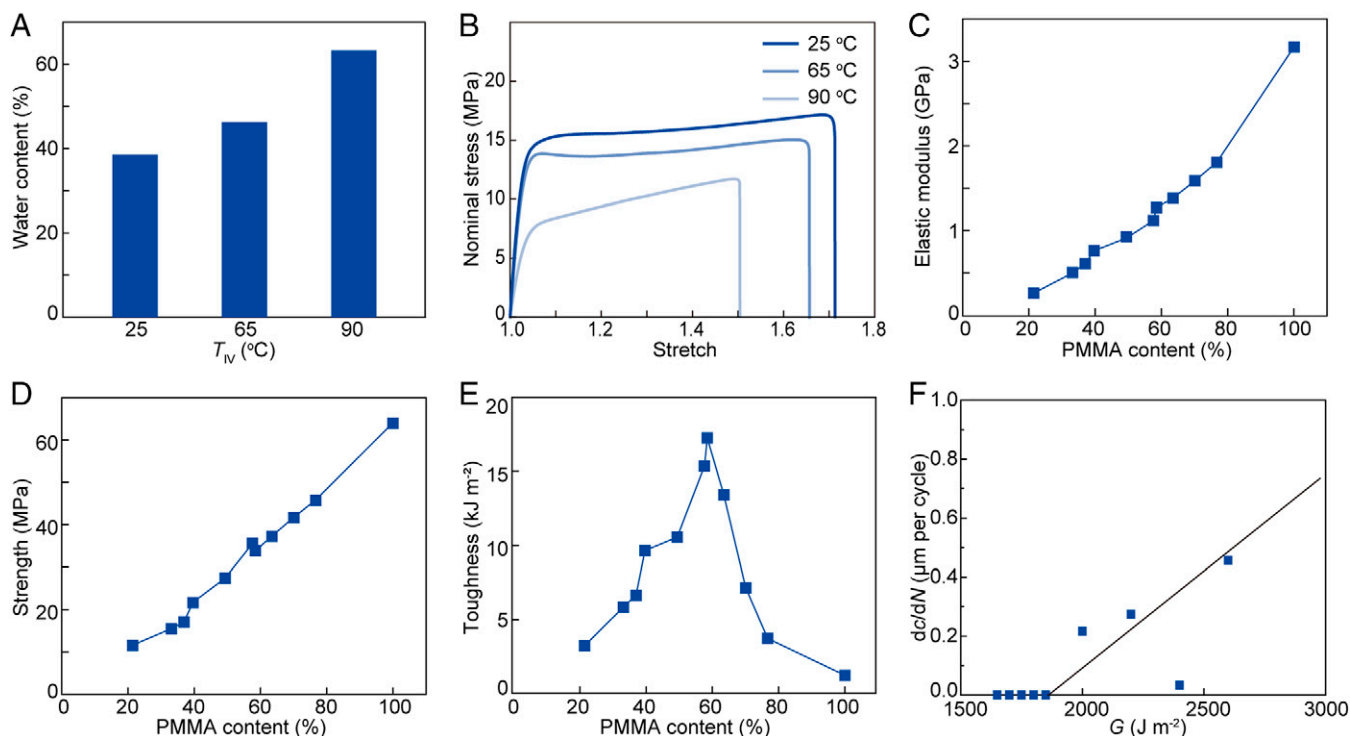 A
Water content (%)
60
40
20
0
25 65 90
T_IV (°C)
B
Nominal stress (MPa)
20
15
10
5
0
1.0 1.2 1.4 1.6 1.8
Stretch
25 °C
65 °C
90 °C
C
Elastic modulus (GPa)
3
2
1
0
0 20 40 60 80 100
PMMA content (%)
D
Strength (MPa)
60
40
20
0
0 20 40 60 80 100
PMMA content (%)
E
Toughness (kJ m⁻²)
20
15
10
5
0
0 20 40 60 80 100
PMMA content (%)
F
dc/dN (µm per cycle)
1.0
0.8
0.6
0.4
0.2
0.0
1500 2000 2500 3000
G (J m⁻²)